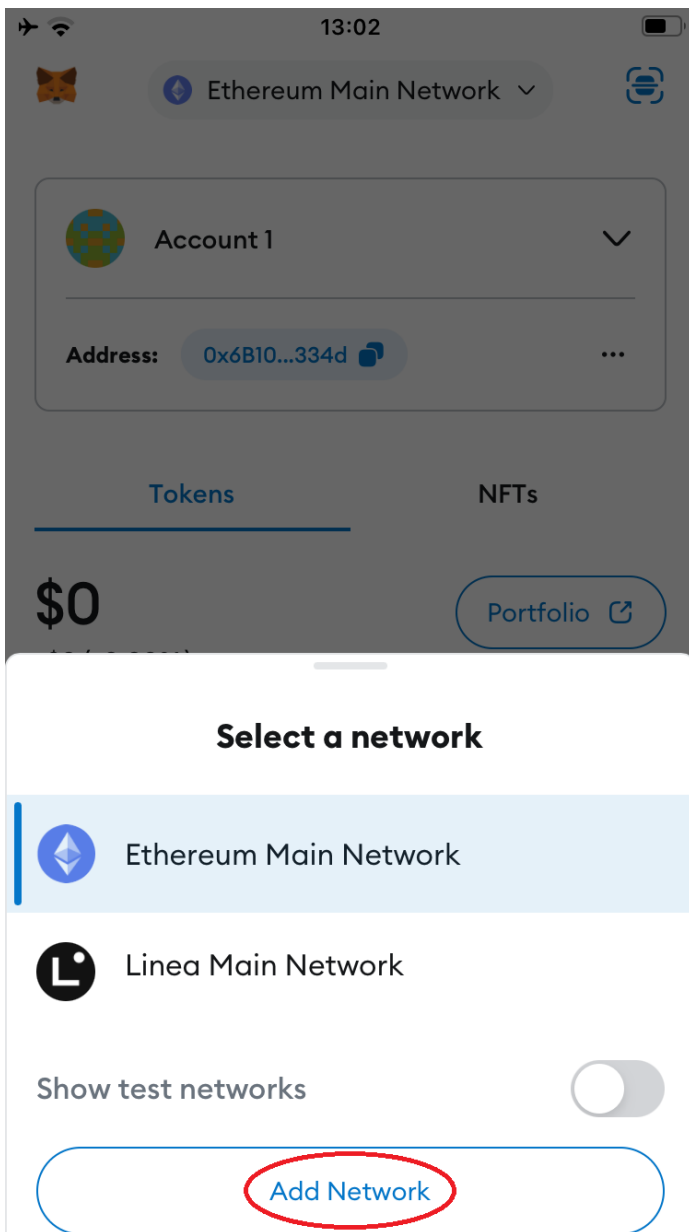 13:02
Ethereum Main Network
Account 1
Address: 0x6B10...334d
Tokens NFTs
$0
Portfolio
Select a network
Ethereum Main Network
Linea Main Network
Show test networks
Add Network